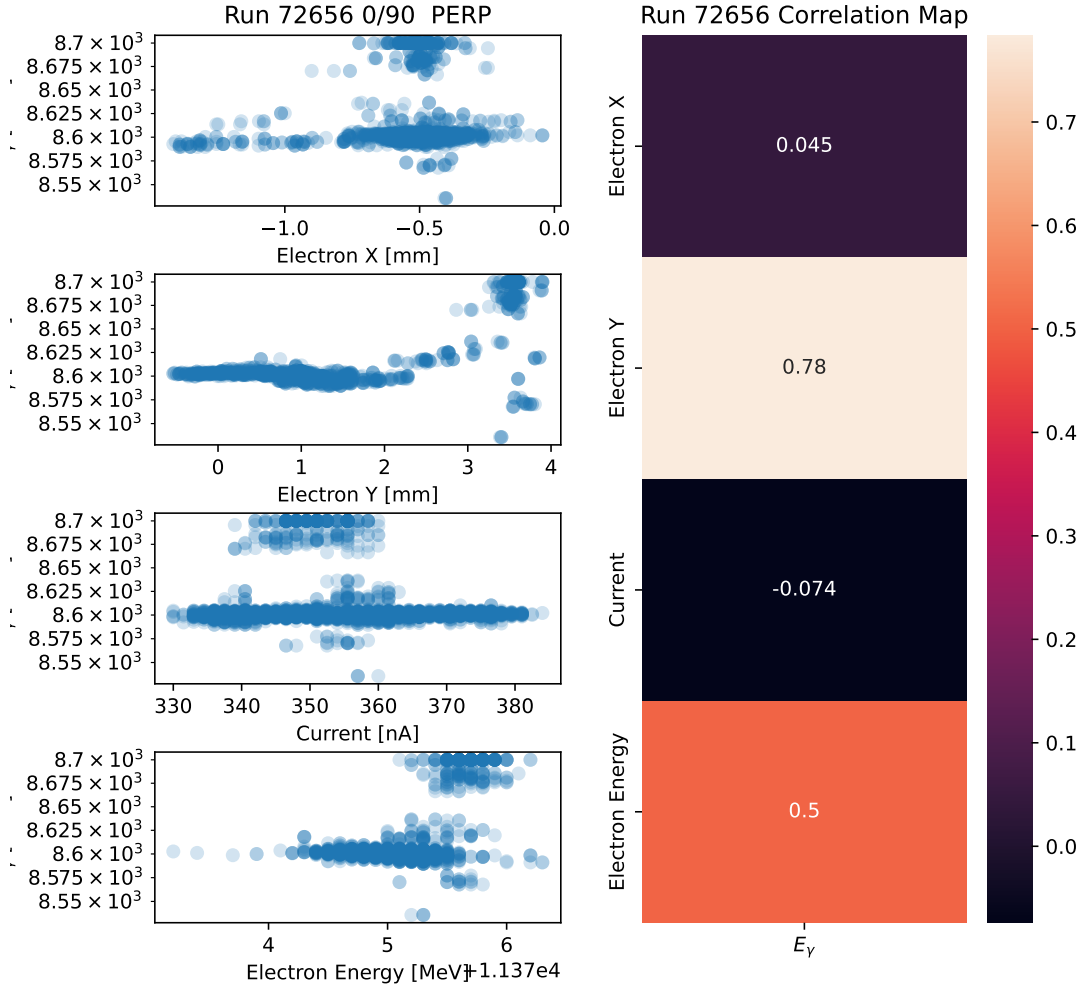 Run 72656 0/90  PERP
8.7 × 10³
8.675 × 10³
8.65 × 10³
8.625 × 10³
8.6 × 10³
8.575 × 10³
8.55 × 10³
−1.0 −0.5 0.0
Electron X [mm]
8.7 × 10³
8.675 × 10³
8.65 × 10³
8.625 × 10³
8.6 × 10³
8.575 × 10³
8.55 × 10³
0 1 2 3 4
Electron Y [mm]
8.7 × 10³
8.675 × 10³
8.65 × 10³
8.625 × 10³
8.6 × 10³
8.575 × 10³
8.55 × 10³
330 340 350 360 370 380
Current [nA]
8.7 × 10³
8.675 × 10³
8.65 × 10³
8.625 × 10³
8.6 × 10³
8.575 × 10³
8.55 × 10³
4 5 6
Electron Energy [MeV]
+1.137e4
Run 72656 Correlation Map
Electron X
0.045
Electron Y
0.78
Current
-0.074
Electron Energy
0.5
Eγ
0.7
0.6
0.5
0.4
0.3
0.2
0.1
0.0